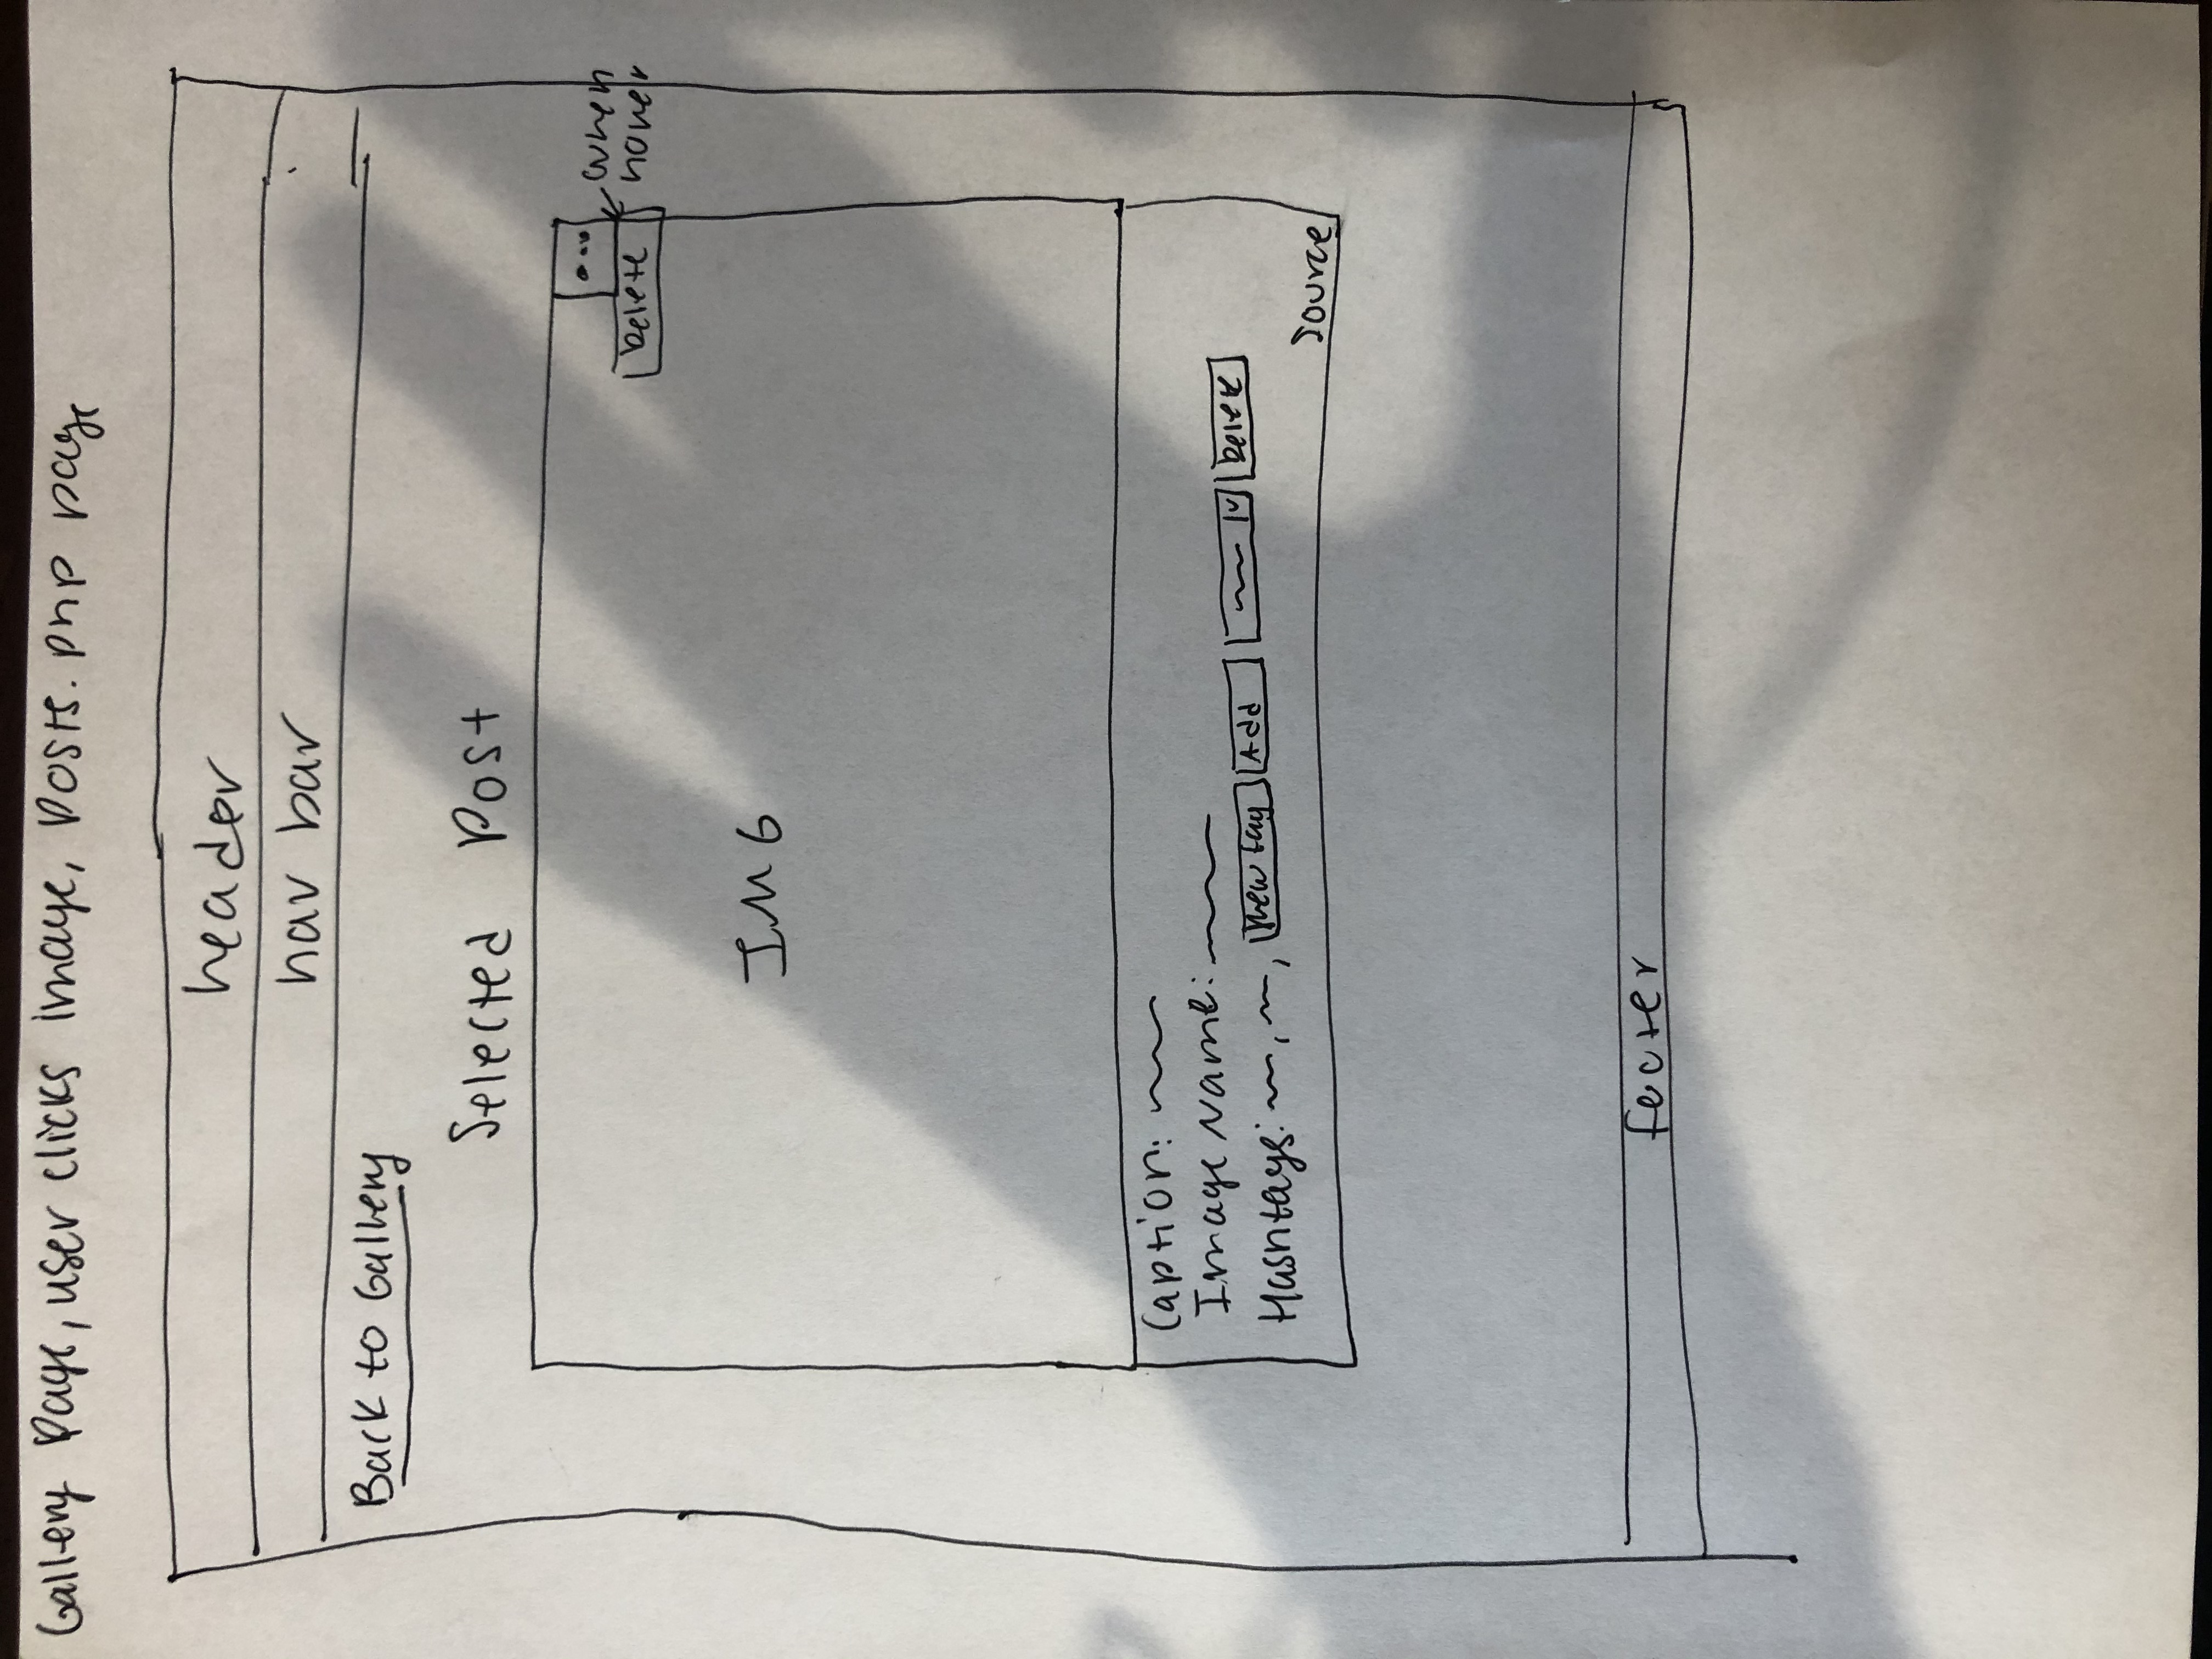 Gallery Page, user clicks image, posts.php page
header
nav bar
Back to Gallery
Selected Post
...
Delete
when
hover
IMG
Caption:
Image Name:
Hashtags: , , new tag Add Delete
source
footer